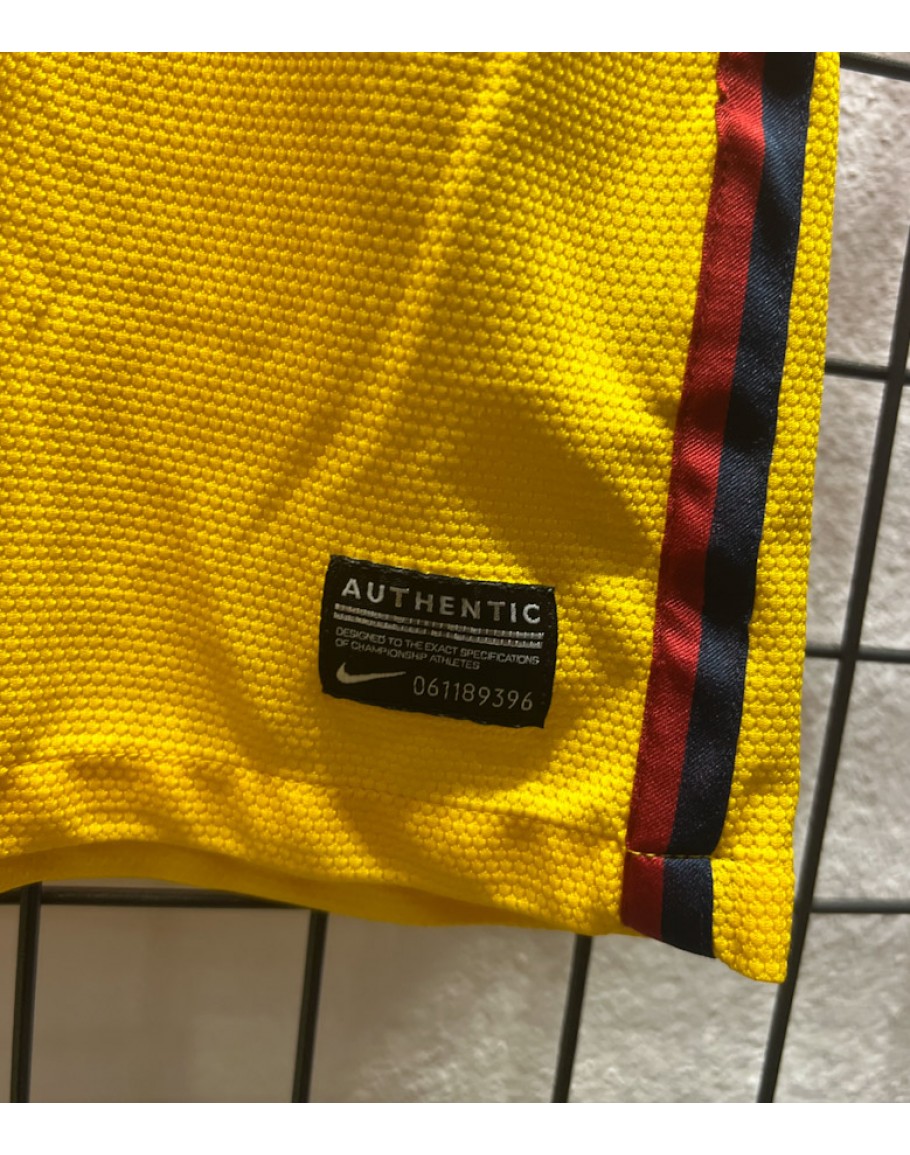 AUTHENTIC
DESIGNED TO THE EXACT SPECIFICATIONS
OF CHAMPIONSHIP ATHLETES
061189396